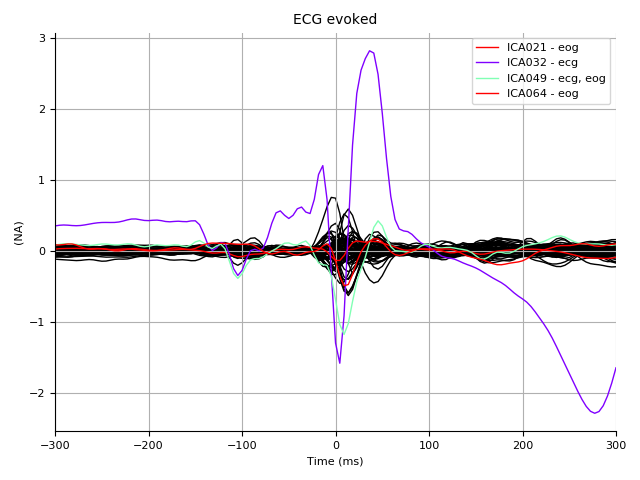 ECG evoked
ICA021 - eog
ICA032 - ecg
ICA049 - ecg, eog
ICA064 - eog
3
2
1
0
−1
−2
(NA)
−300 −200 −100 0 100 200 300
Time (ms)